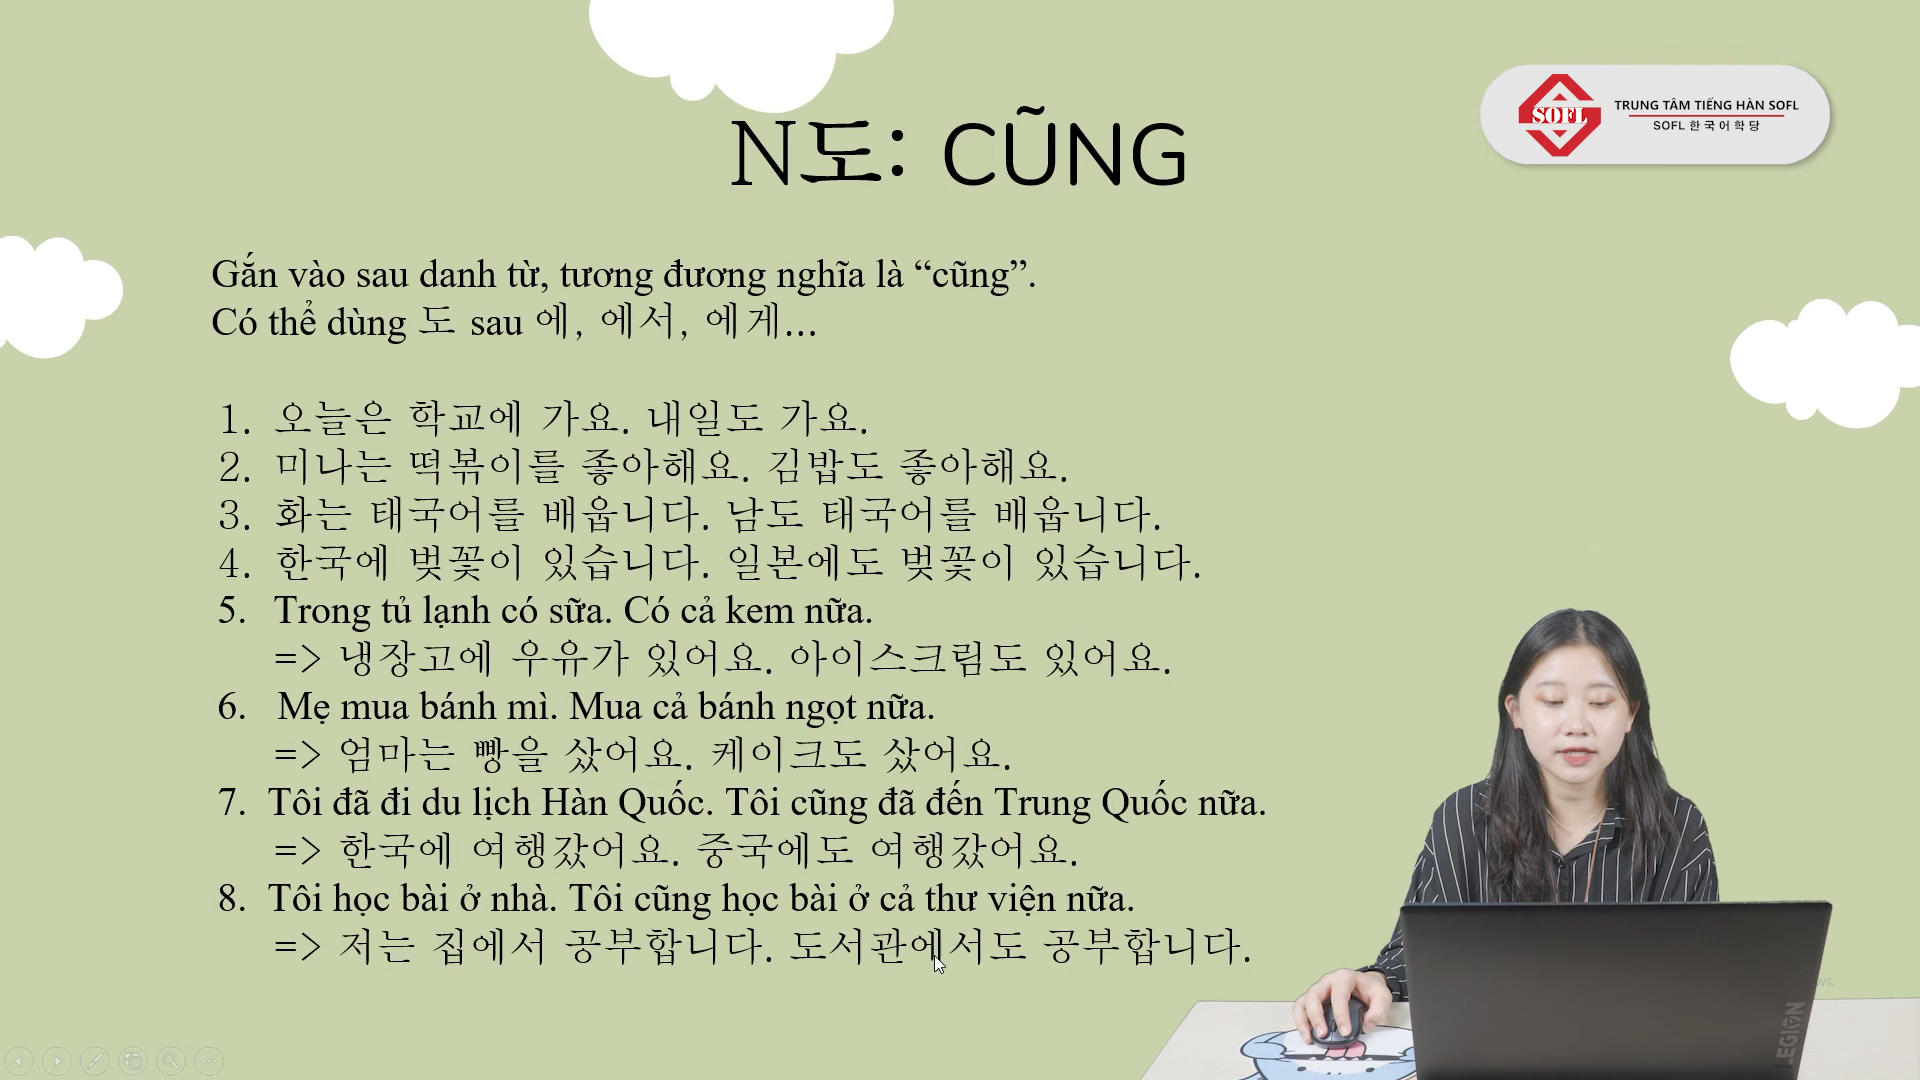 N도: CŨNG
SOFL
TRUNG TÂM TIẾNG HÀN SOFL
SOFL 한국어학당
Gắn vào sau danh từ, tương đương nghĩa là “cũng”.
Có thể dùng 도 sau 에, 에서, 에게...
1. 오늘은 학교에 가요. 내일도 가요.
2. 미나는 떡볶이를 좋아해요. 김밥도 좋아해요.
3. 화는 태국어를 배웁니다. 남도 태국어를 배웁니다.
4. 한국에 벚꽃이 있습니다. 일본에도 벚꽃이 있습니다.
5. Trong tủ lạnh có sữa. Có cả kem nữa.
=> 냉장고에 우유가 있어요. 아이스크림도 있어요.
6. Mẹ mua bánh mì. Mua cả bánh ngọt nữa.
=> 엄마는 빵을 샀어요. 케이크도 샀어요.
7. Tôi đã đi du lịch Hàn Quốc. Tôi cũng đã đến Trung Quốc nữa.
=> 한국에 여행갔어요. 중국에도 여행갔어요.
8. Tôi học bài ở nhà. Tôi cũng học bài ở cả thư viện nữa.
=> 저는 집에서 공부합니다. 도서관에서도 공부합니다.
LEGION